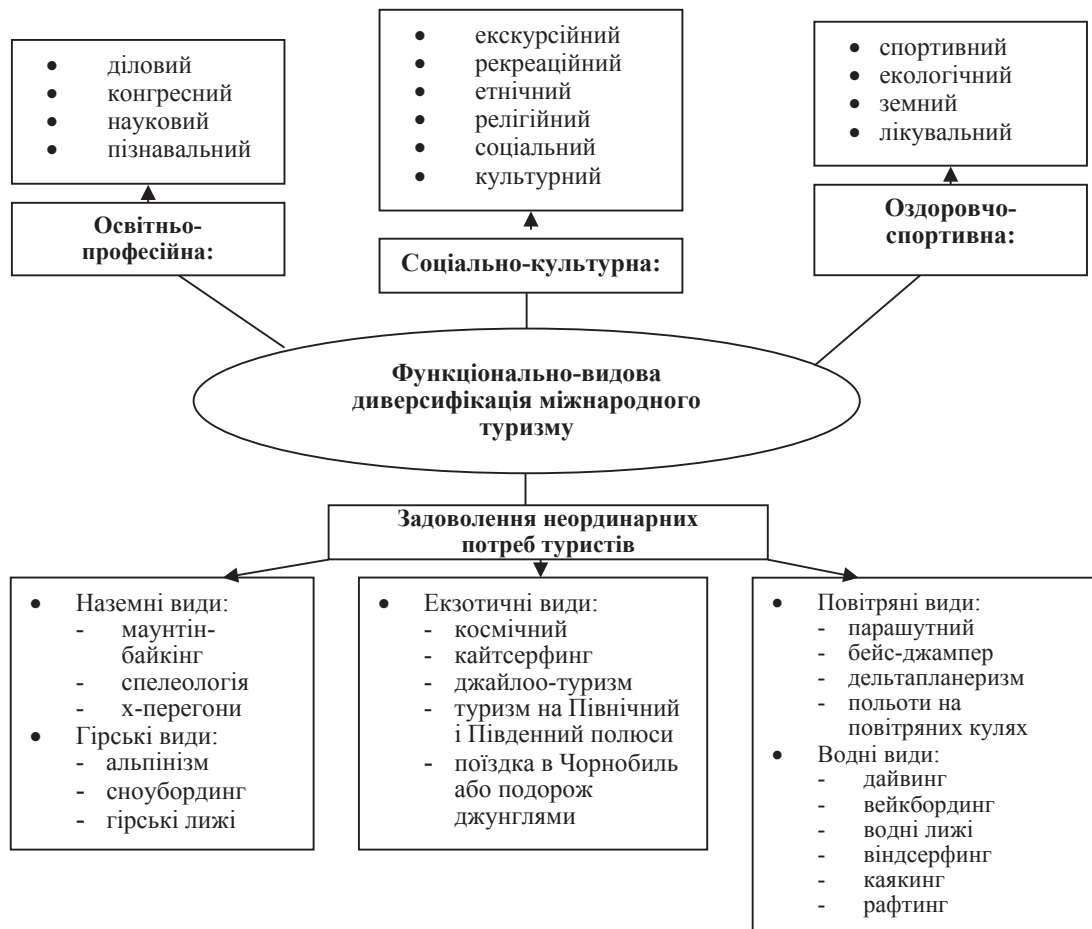 • діловий
• конгресний
• науковий
• пізнавальний
Освітньо-
професійна:
• екскурсійний
• рекреаційний
• етнічний
• релігійний
• соціальний
• культурний
Соціально-культурна:
• спортивний
• екологічний
• земний
• лікувальний
Оздоровчо-
спортивна:
Функціонально-видова
диверсифікація міжнародного
туризму
Задоволення неординарних
потреб туристів
• Наземні види:
- маунтін-
байкінг
- спелеологія
- х-перегони
• Гірські види:
- альпінізм
- сноубординг
- гірські лижі
• Екзотичні види:
- космічний
- кайтсерфинг
- джайлоо-туризм
- туризм на Північний
і Південний полюси
- поїздка в Чорнобиль
або подорож
джунглями
• Повітряні види:
- парашутний
- бейс-джампер
- дельтапланеризм
- польоти на
повітряних кулях
• Водні види:
- дайвинг
- вейкбординг
- водні лижі
- віндсерфинг
- каякинг
- рафтинг